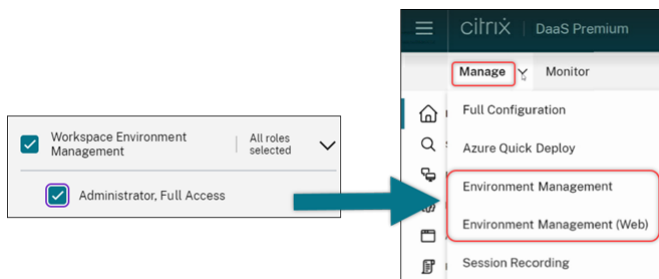 Workspace Environment
Management
All roles
selected
Administrator, Full Access
citrix | DaaS Premium
Manage
Monitor
Full Configuration
Azure Quick Deploy
Environment Management
Environment Management (Web)
Session Recording